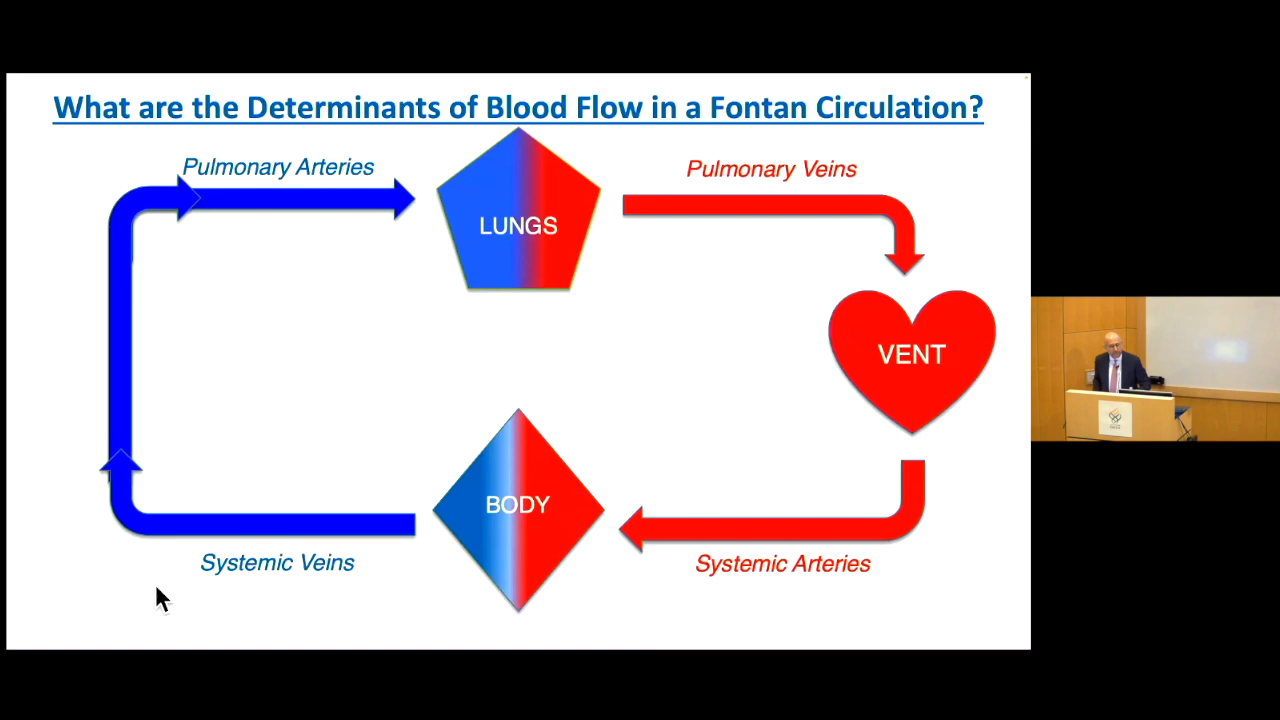 What are the Determinants of Blood Flow in a Fontan Circulation?
Pulmonary Arteries
Pulmonary Veins
LUNGS
VENT
BODY
Systemic Veins
Systemic Arteries